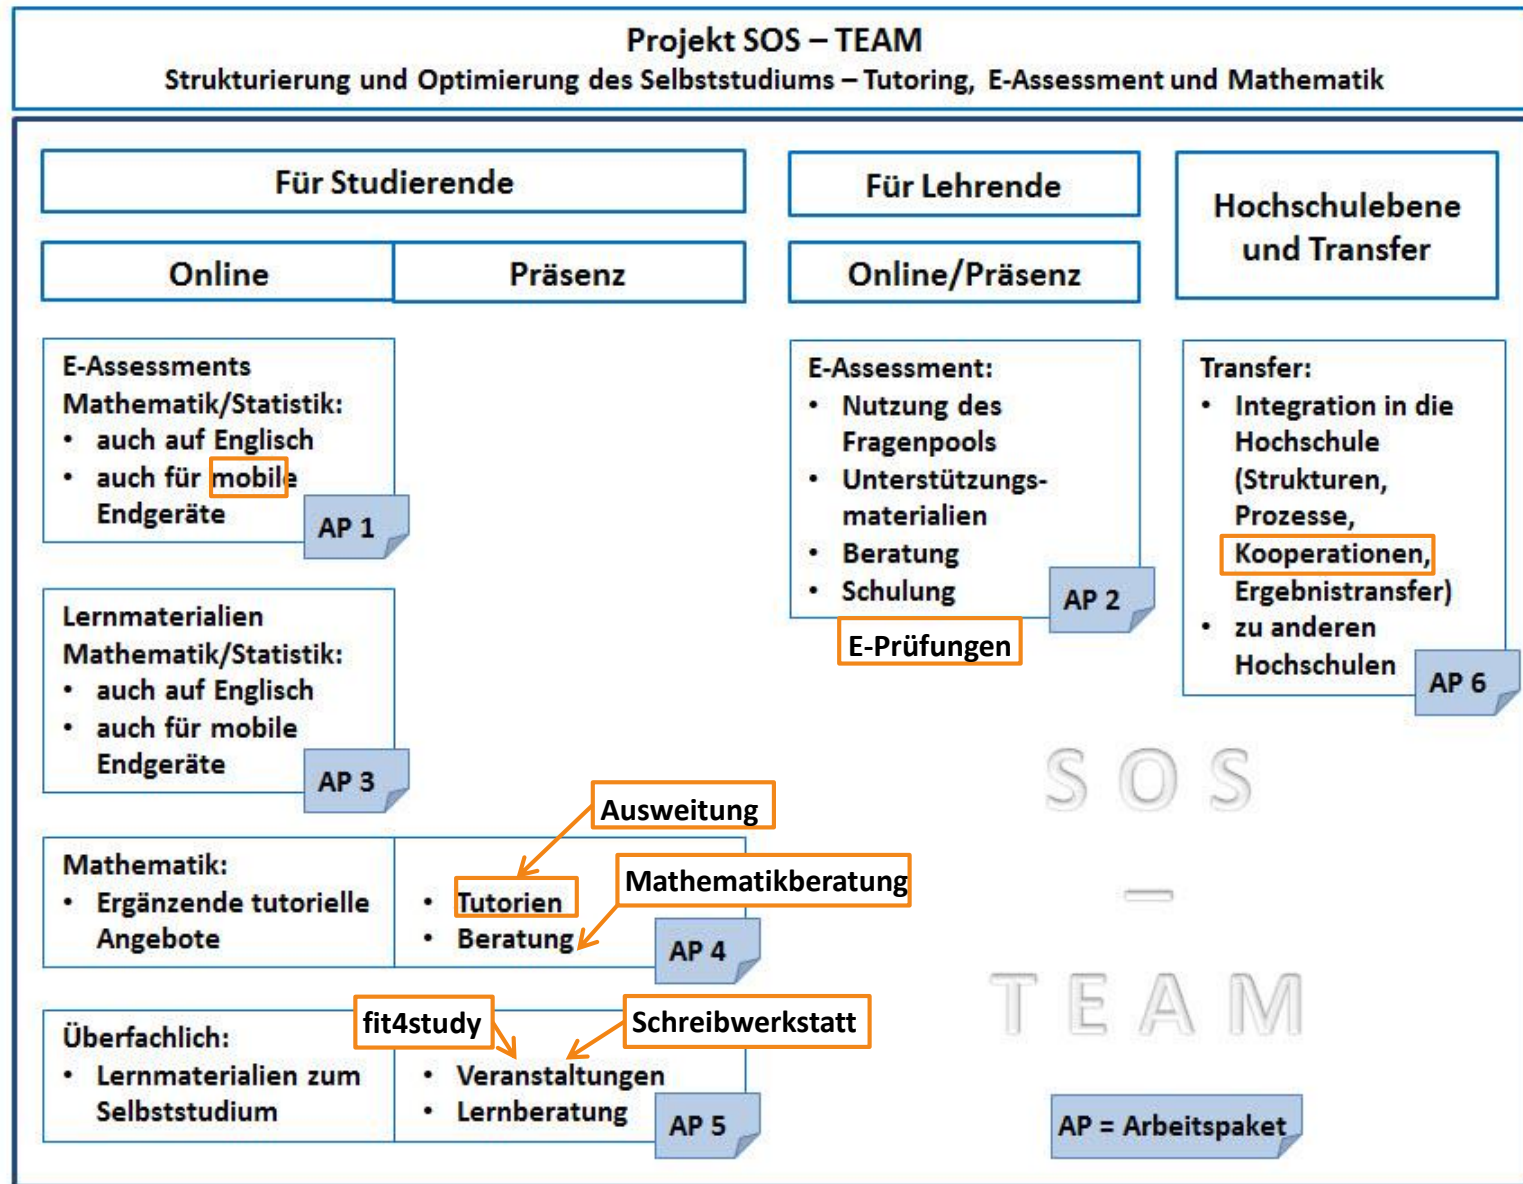 Projekt SOS – TEAM
Strukturierung und Optimierung des Selbststudiums – Tutoring, E-Assessment und Mathematik
Für Studierende
Online
Präsenz
E-Assessments
Mathematik/Statistik:
• auch auf Englisch
• auch für mobile
Endgeräte
AP 1
Lernmaterialien
Mathematik/Statistik:
• auch auf Englisch
• auch für mobile
Endgeräte
AP 3
Mathematik:
• Ergänzende tutorielle
Angebote
Ausweitung
• Tutorien
• Beratung
Mathematikberatung
AP 4
Überfachlich:
• Lernmaterialien zum
Selbststudium
fit4study
Schreibwerkstatt
• Veranstaltungen
• Lernberatung
AP 5
Für Lehrende
Online/Präsenz
E-Assessment:
• Nutzung des
Fragenpools
• Unterstützungs-
materialien
• Beratung
• Schulung
AP 2
E-Prüfungen
Hochschulebene
und Transfer
Transfer:
• Integration in die
Hochschule
(Strukturen,
Prozesse,
Kooperationen,
Ergebnistransfer)
• zu anderen
Hochschulen
AP 6
SOS
–
TEAM
AP = Arbeitspaket